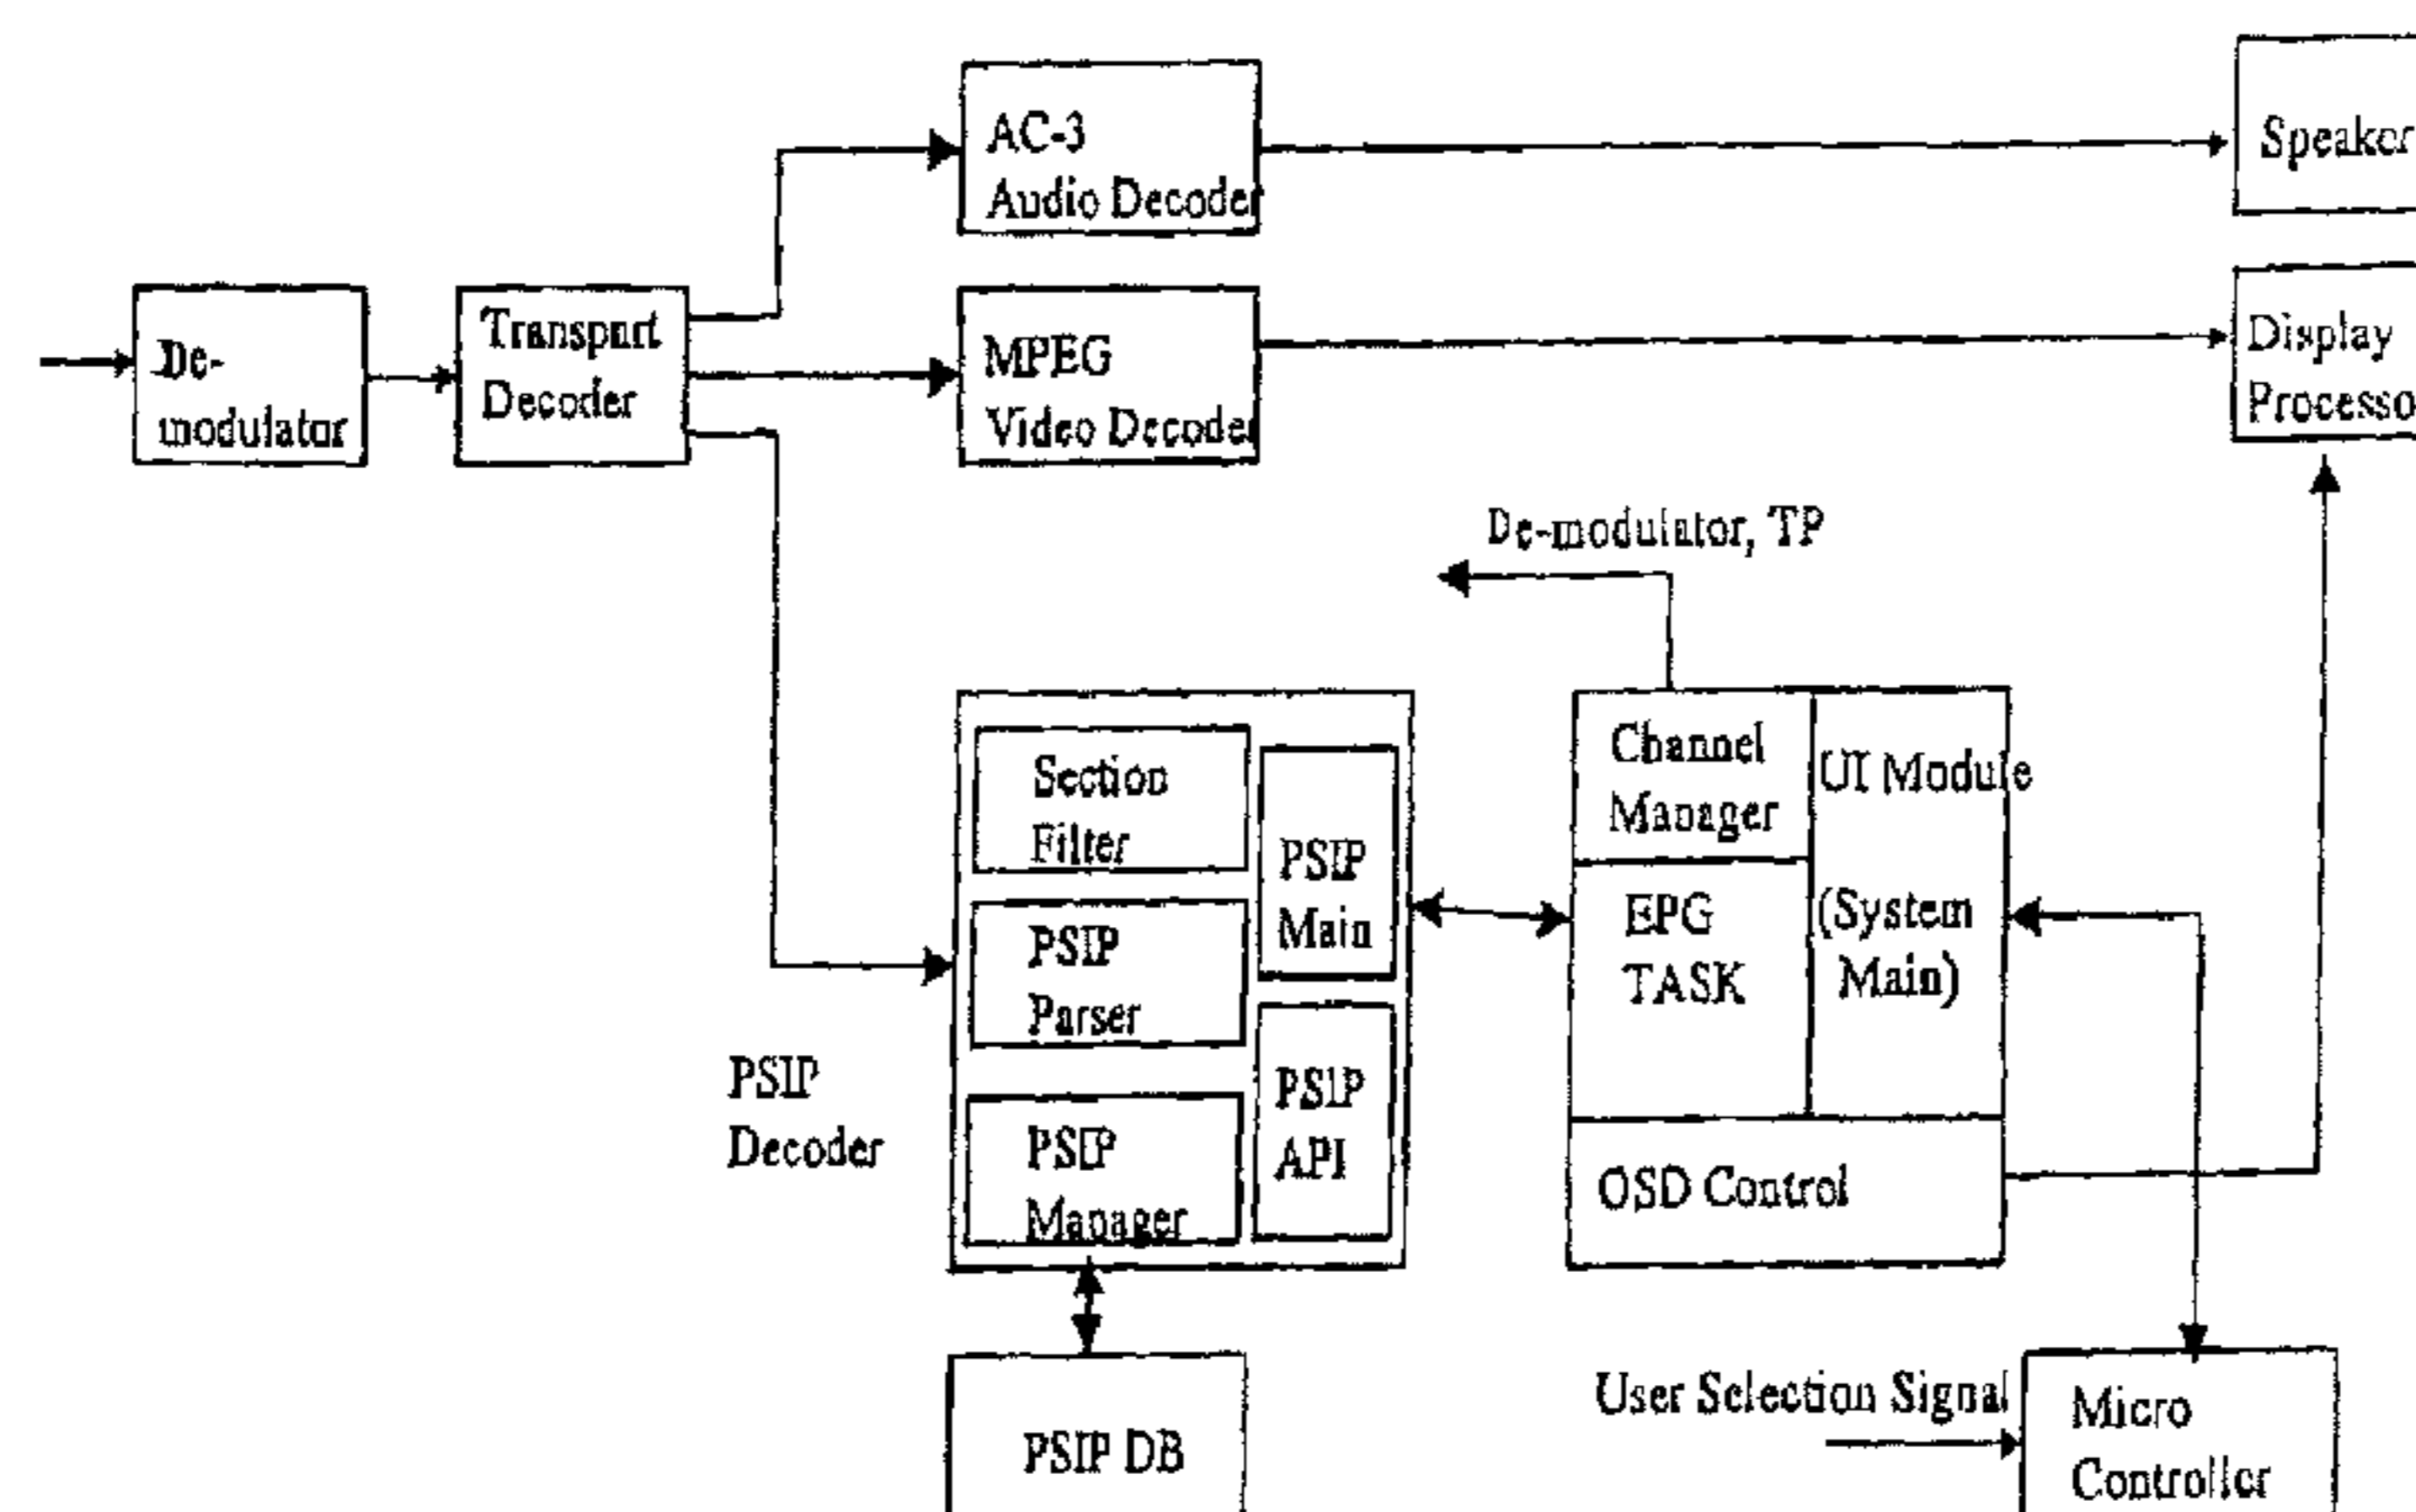 AC-3
Audio Decoder
Speaker
De-
modulator
Transport
Decoder
MPEG
Video Decoder
Display
Processo
De-modulator, TP
Section
Filter
PSIP
Main
PSIP
Parser
PSIP
API
PSIP
Manager
PSIP
Decoder
Channel
Manager
UI Module
(System
Main)
EPG
TASK
OSD Control
PSIP DB
User Selection Signal
Micro
Controller